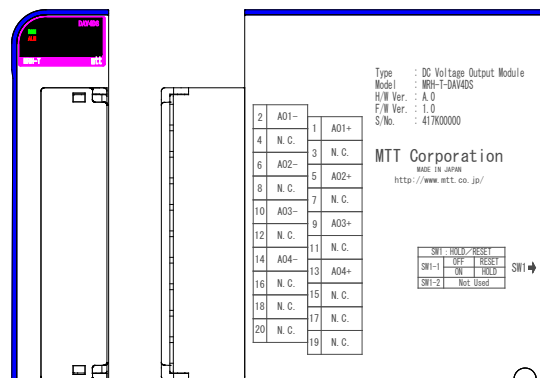 DAV4DS
RUN
ALM
MRH-T
MTT
Type : DC Voltage Output Module
Model : MRH-T-DAV4DS
H/W Ver. : A.0
F/W Ver. : 1.0
S/No. : 417K00000
MTT Corporation
MADE IN JAPAN
http://www.mtt.co.jp/
2 AO1-
1 AO1+
4 N.C.
3 N.C.
6 AO2-
5 AO2+
8 N.C.
7 N.C.
10 AO3-
9 AO3+
12 N.C.
11 N.C.
14 AO4-
13 AO4+
16 N.C.
15 N.C.
18 N.C.
17 N.C.
20 N.C.
19 N.C.
SW1:HOLD/RESET
SW1-1 OFF RESET
ON HOLD
SW1-2 Not Used
SW1